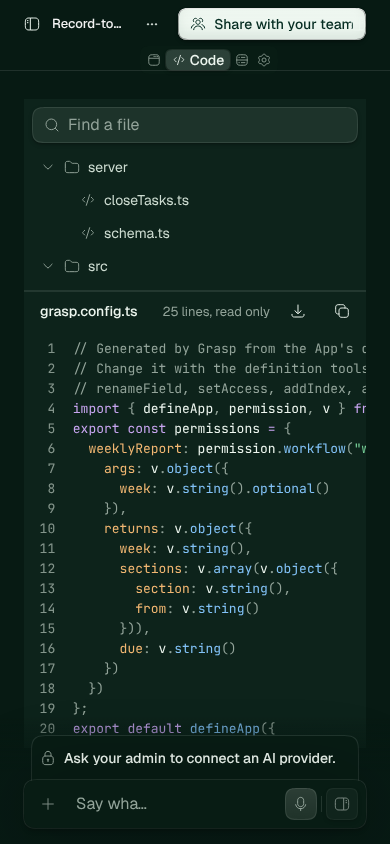 Record-to...
Share with your team
Code
Find a file
server
closeTasks.ts
schema.ts
src
grasp.config.ts 25 lines, read only
1 // Generated by Grasp from the App's
2 // Change it with the definition tools
3 // renameField, setAccess, addIndex,
4 import { defineApp, permission, v }
5 export const permissions = {
6 weeklyReport: permission.workflow("w
7 args: v.object({
8 week: v.string().optional()
9 }),
10 returns: v.object({
11 week: v.string(),
12 sections: v.array(v.object({
13 section: v.string(),
14 from: v.string()
15 })),
16 due: v.string()
17 })
18 })
19 };
20 export default defineApp({
Ask your admin to connect an AI provider.
Say wha...